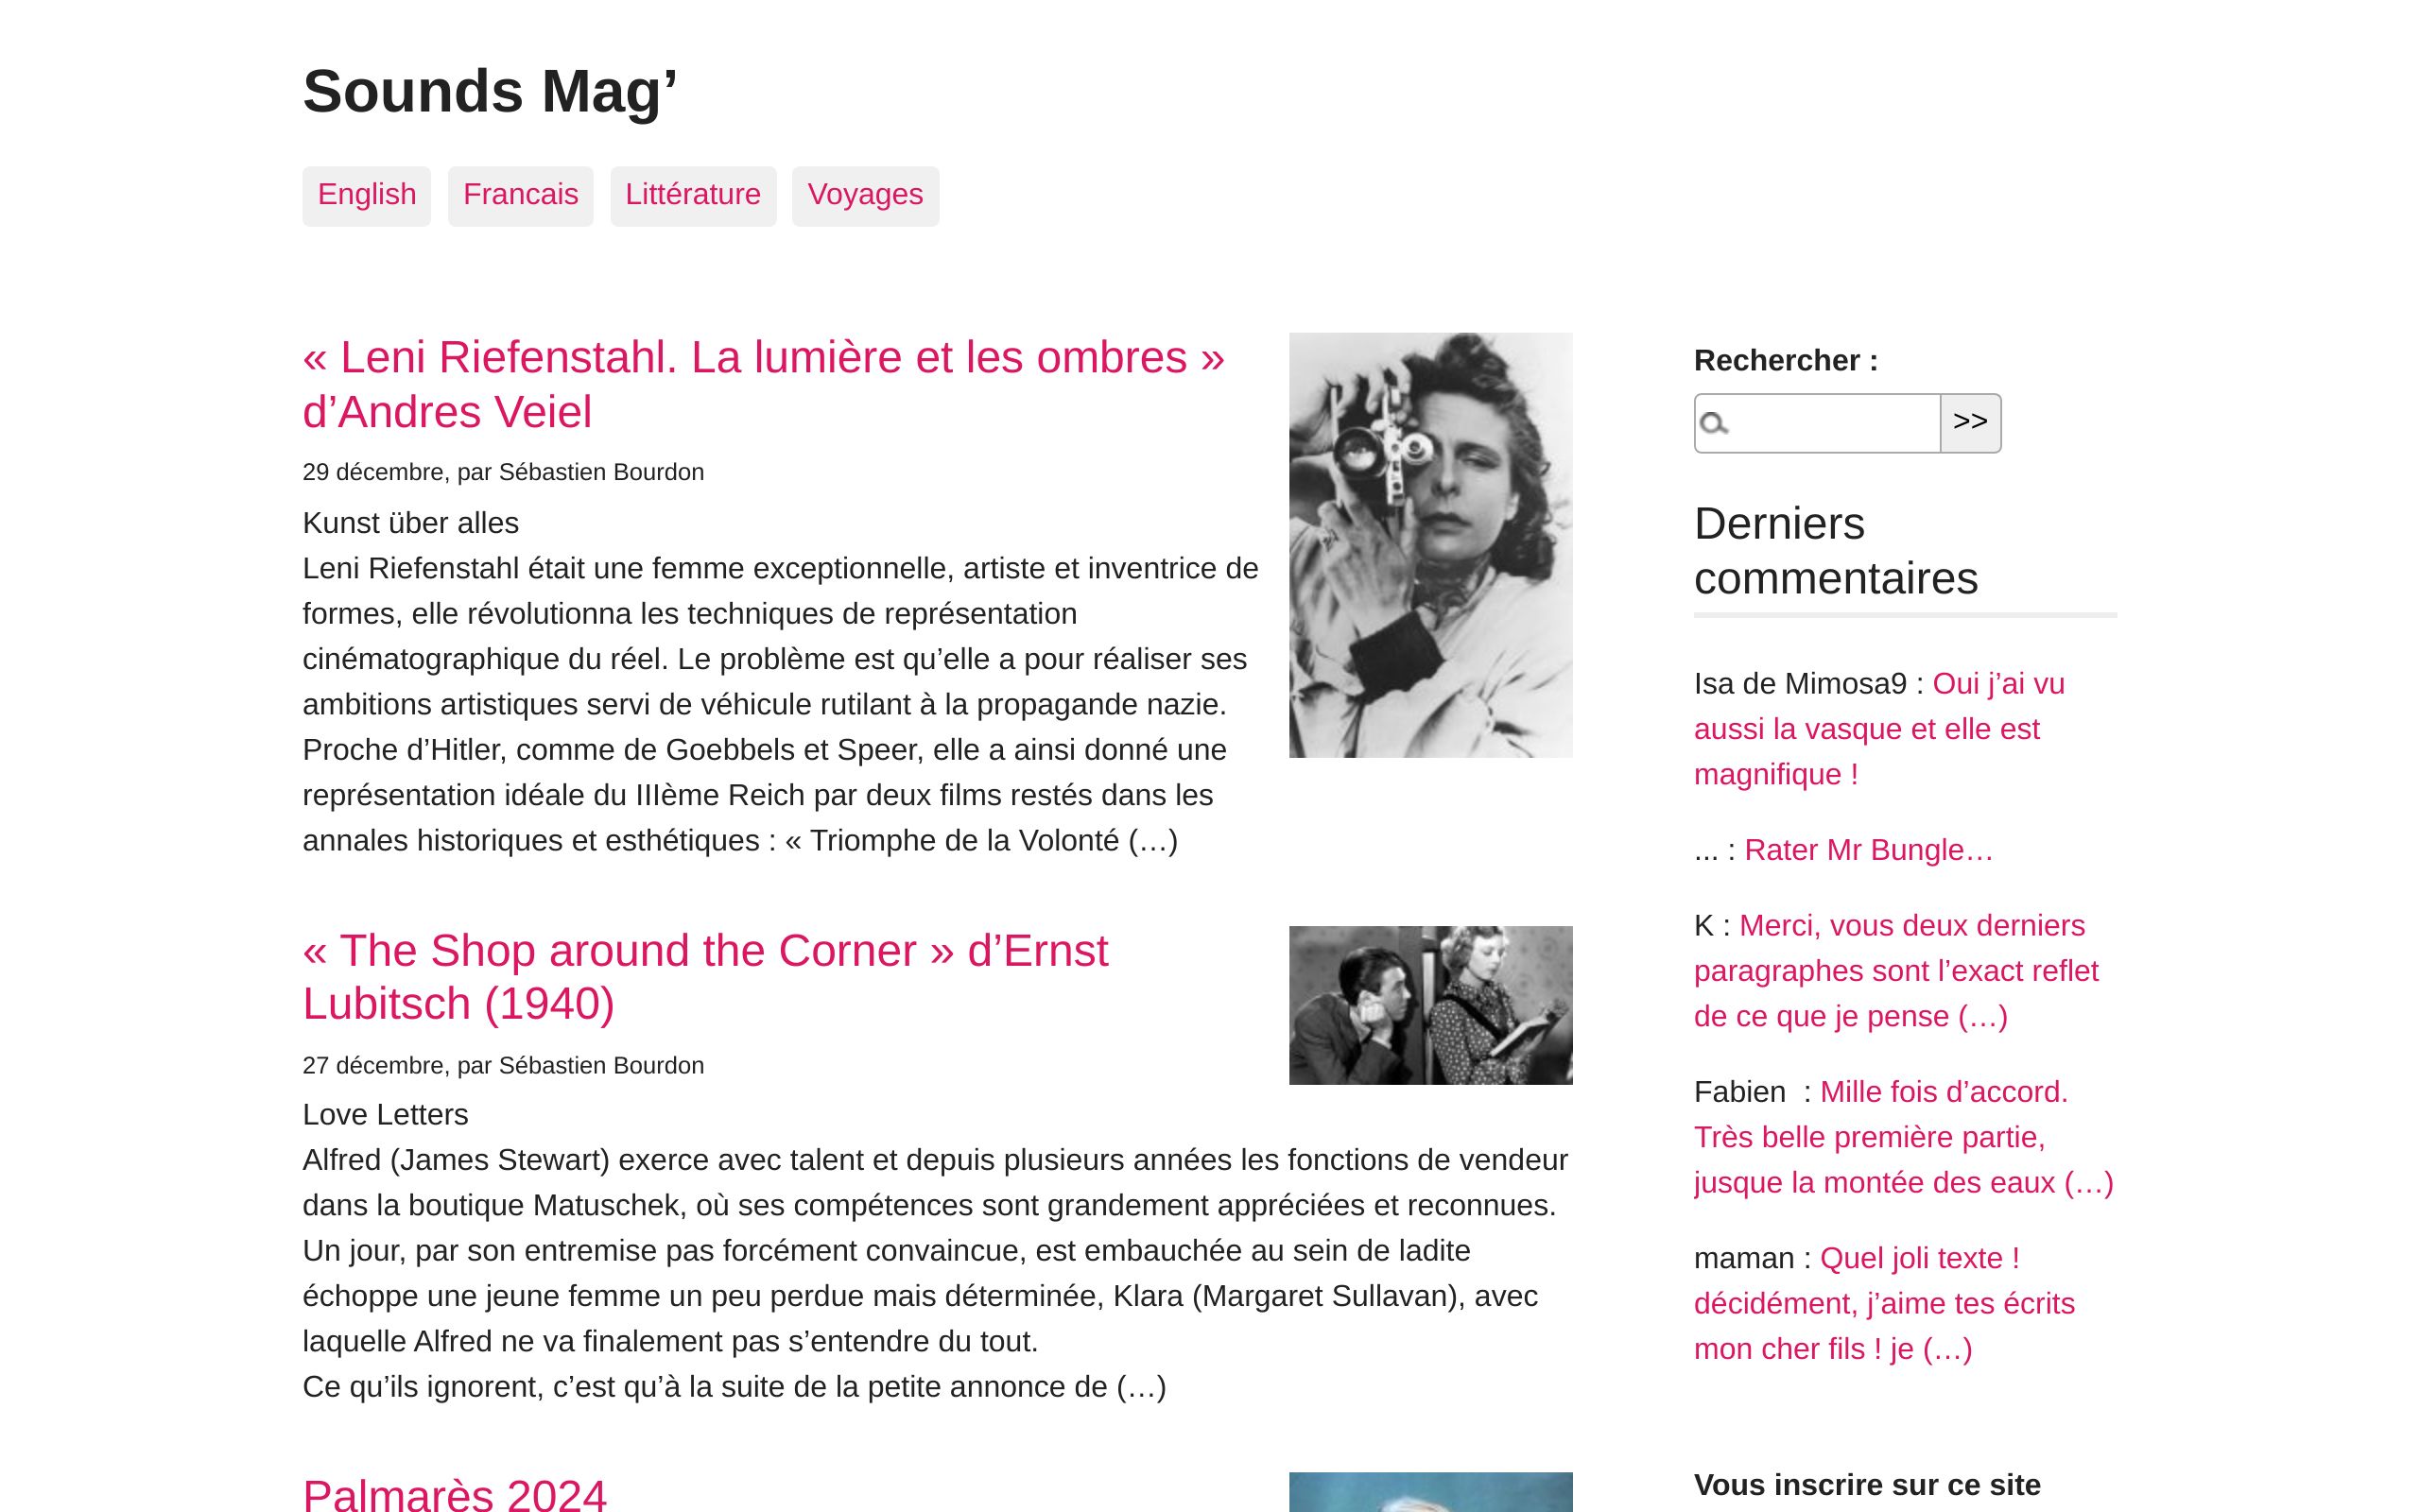 Sounds Mag’
English
Francais
Littérature
Voyages
« Leni Riefenstahl. La lumière et les ombres »
d’Andres Veiel
29 décembre, par Sébastien Bourdon
Kunst über alles
Leni Riefenstahl était une femme exceptionnelle, artiste et inventrice de
formes, elle révolutionna les techniques de représentation
cinématographique du réel. Le problème est qu’elle a pour réaliser ses
ambitions artistiques servi de véhicule rutilant à la propagande nazie.
Proche d’Hitler, comme de Goebbels et Speer, elle a ainsi donné une
représentation idéale du IIIème Reich par deux films restés dans les
annales historiques et esthétiques : « Triomphe de la Volonté (…)
« The Shop around the Corner » d’Ernst
Lubitsch (1940)
27 décembre, par Sébastien Bourdon
Love Letters
Alfred (James Stewart) exerce avec talent et depuis plusieurs années les fonctions de vendeur
dans la boutique Matuschek, où ses compétences sont grandement appréciées et reconnues.
Un jour, par son entremise pas forcément convaincue, est embauchée au sein de ladite
échoppe une jeune femme un peu perdue mais déterminée, Klara (Margaret Sullavan), avec
laquelle Alfred ne va finalement pas s’entendre du tout.
Ce qu’ils ignorent, c’est qu’à la suite de la petite annonce de (…)
Palmarès 2024
Rechercher :
>>
Derniers
commentaires
Isa de Mimosa9 : Oui j’ai vu
aussi la vasque et elle est
magnifique !
... : Rater Mr Bungle…
K : Merci, vous deux derniers
paragraphes sont l’exact reflet
de ce que je pense (…)
Fabien  : Mille fois d’accord.
Très belle première partie,
jusque la montée des eaux (…)
maman : Quel joli texte !
décidément, j’aime tes écrits
mon cher fils ! je (…)
Vous inscrire sur ce site